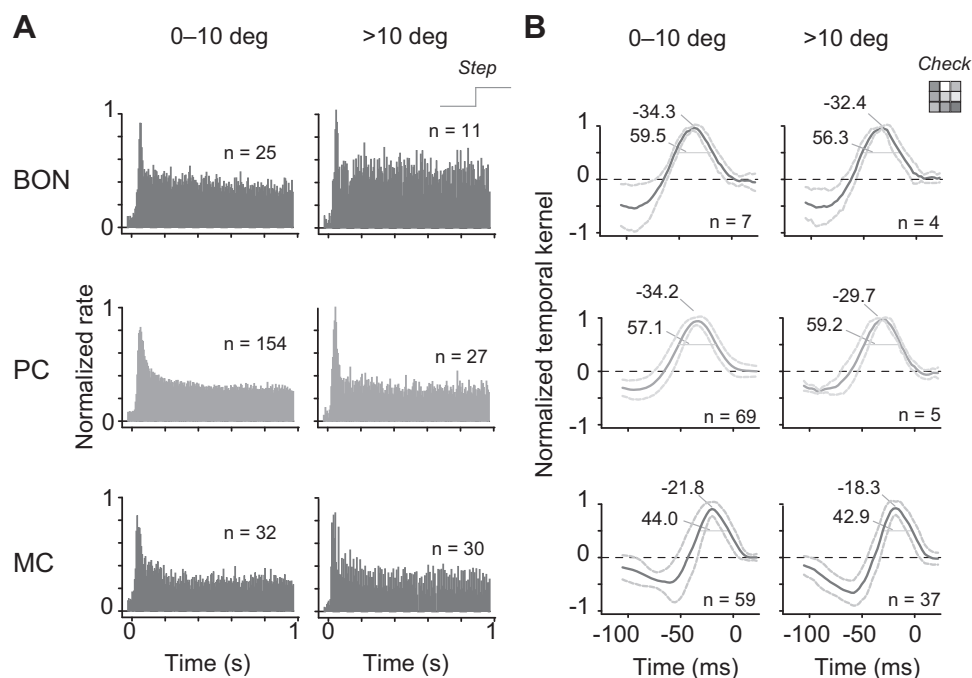 A
0–10 deg
>10 deg
Step
BON
PC
MC
Normalized rate
1
0
n = 25
n = 11
1
0
n = 154
n = 27
1
0
n = 32
n = 30
0
1
0
1
Time (s)
Time (s)
B
0–10 deg
>10 deg
Check
Normalized temporal kernel
1
0
-1
-34.3
59.5
n = 7
-32.4
56.3
n = 4
1
0
-1
-34.2
57.1
n = 69
-29.7
59.2
n = 5
1
0
-1
-21.8
44.0
n = 59
-18.3
42.9
n = 37
-100
-50
0
-100
-50
0
Time (ms)
Time (ms)